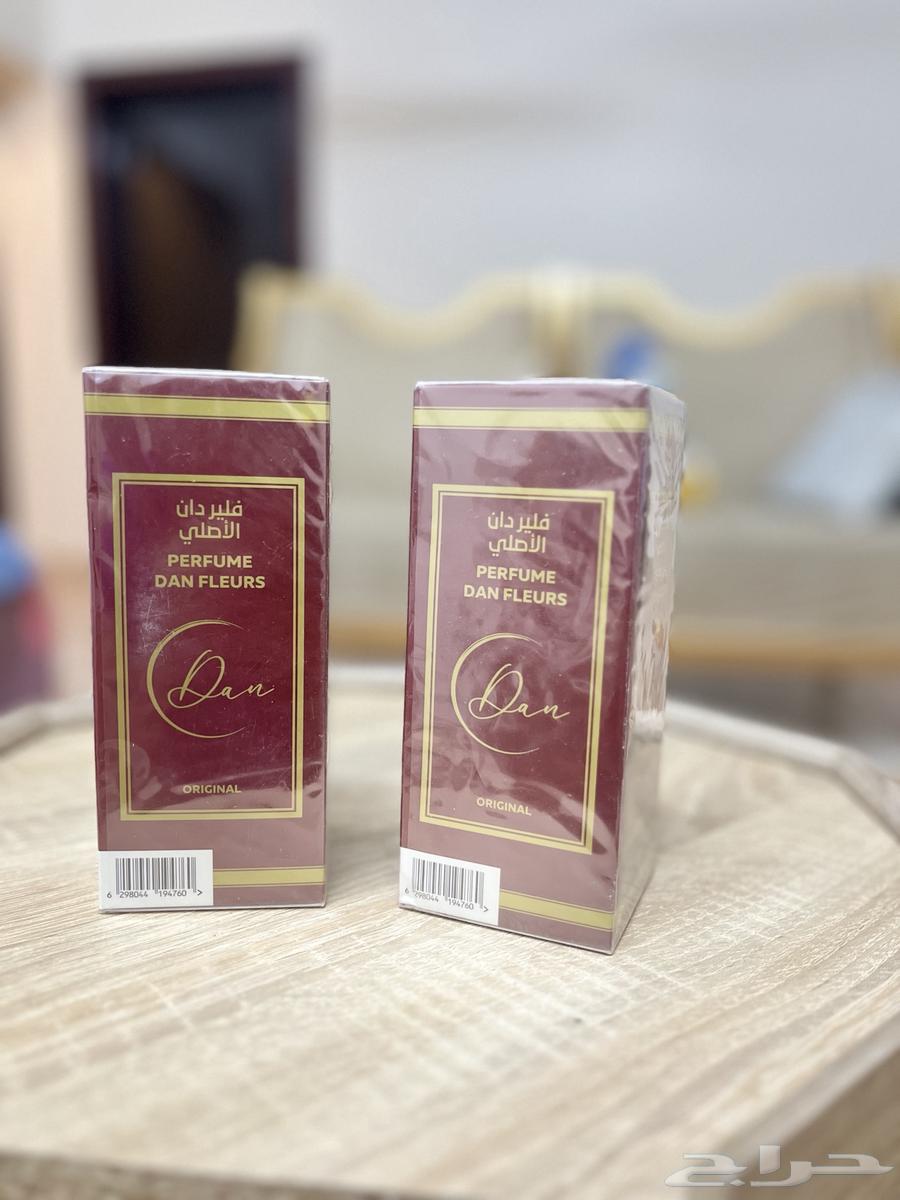 فلير دان
الأصلي
PERFUME
DAN FLEURS
Dan
ORIGINAL
6 298044 194760 >
فلير دان
الأصلي
PERFUME
DAN FLEURS
Dan
ORIGINAL
6 298044 194760 >
حراج